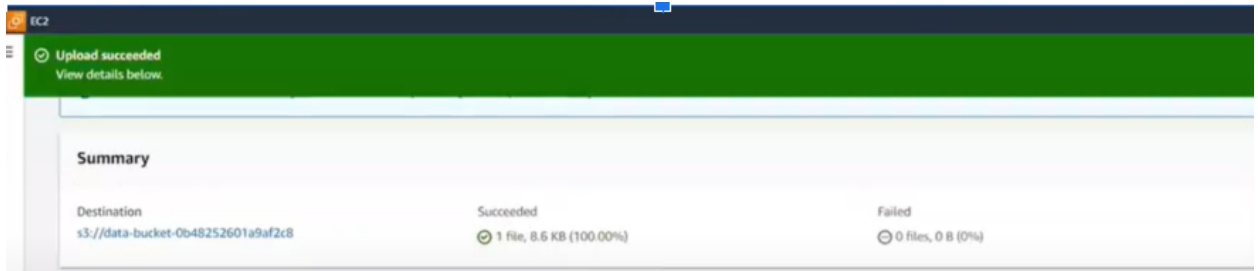 EC2
Upload succeeded
View details below.
Summary
Destination
Succeeded
Failed
s3://data-bucket-0b48252601a9af2c8
1 file, 8.6 KB (100.00%)
0 files, 0 B (0%)